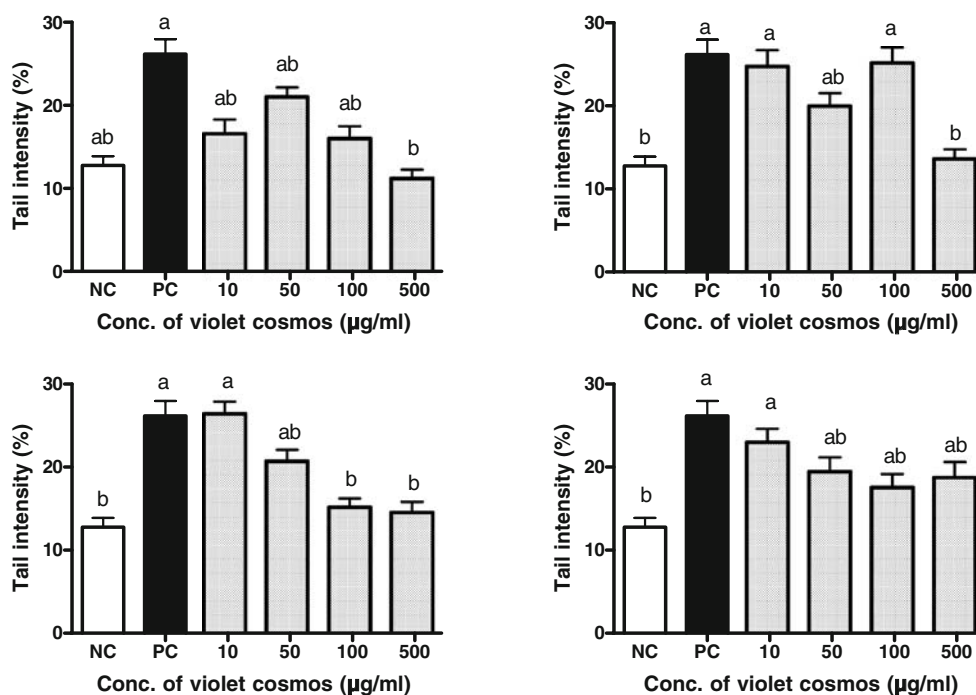 30
20
10
0
Tail intensity (%)
ab
a
ab
ab
ab
b
NC PC 10 50 100 500
Conc. of violet cosmos (µg/ml)
30
20
10
0
Tail intensity (%)
b
a
a
ab
a
b
NC PC 10 50 100 500
Conc. of violet cosmos (µg/ml)
30
20
10
0
Tail intensity (%)
b
a
a
ab
b
b
NC PC 10 50 100 500
Conc. of violet cosmos (µg/ml)
30
20
10
0
Tail intensity (%)
b
a
a
ab
ab
ab
NC PC 10 50 100 500
Conc. of violet cosmos (µg/ml)